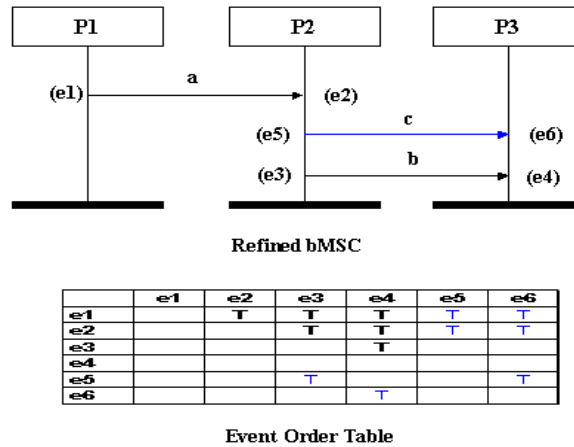 P1 P2 P3
a
(e1) (e2)
c
(e5) (e6)
b
(e3) (e4)
Refined bMSC
e1 e2 e3 e4 e5 e6
e1 T T T T T
e2 T T T T
e3 T
e4
e5 T T
e6 T
Event Order Table